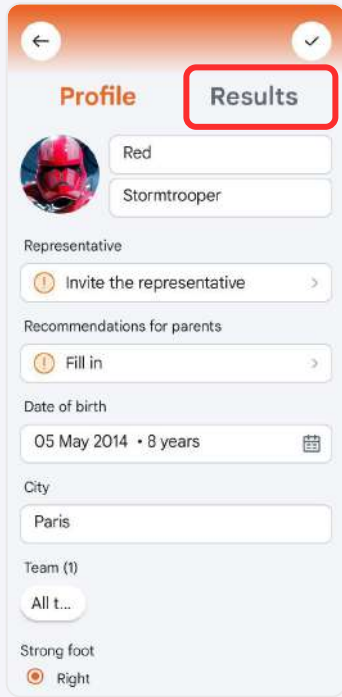 Profile Results
Red
Stormtrooper
Representative
Invite the representative
Recommendations for parents
Fill in
Date of birth
05 May 2014 • 8 years
City
Paris
Team (1)
All t...
Strong foot
Right